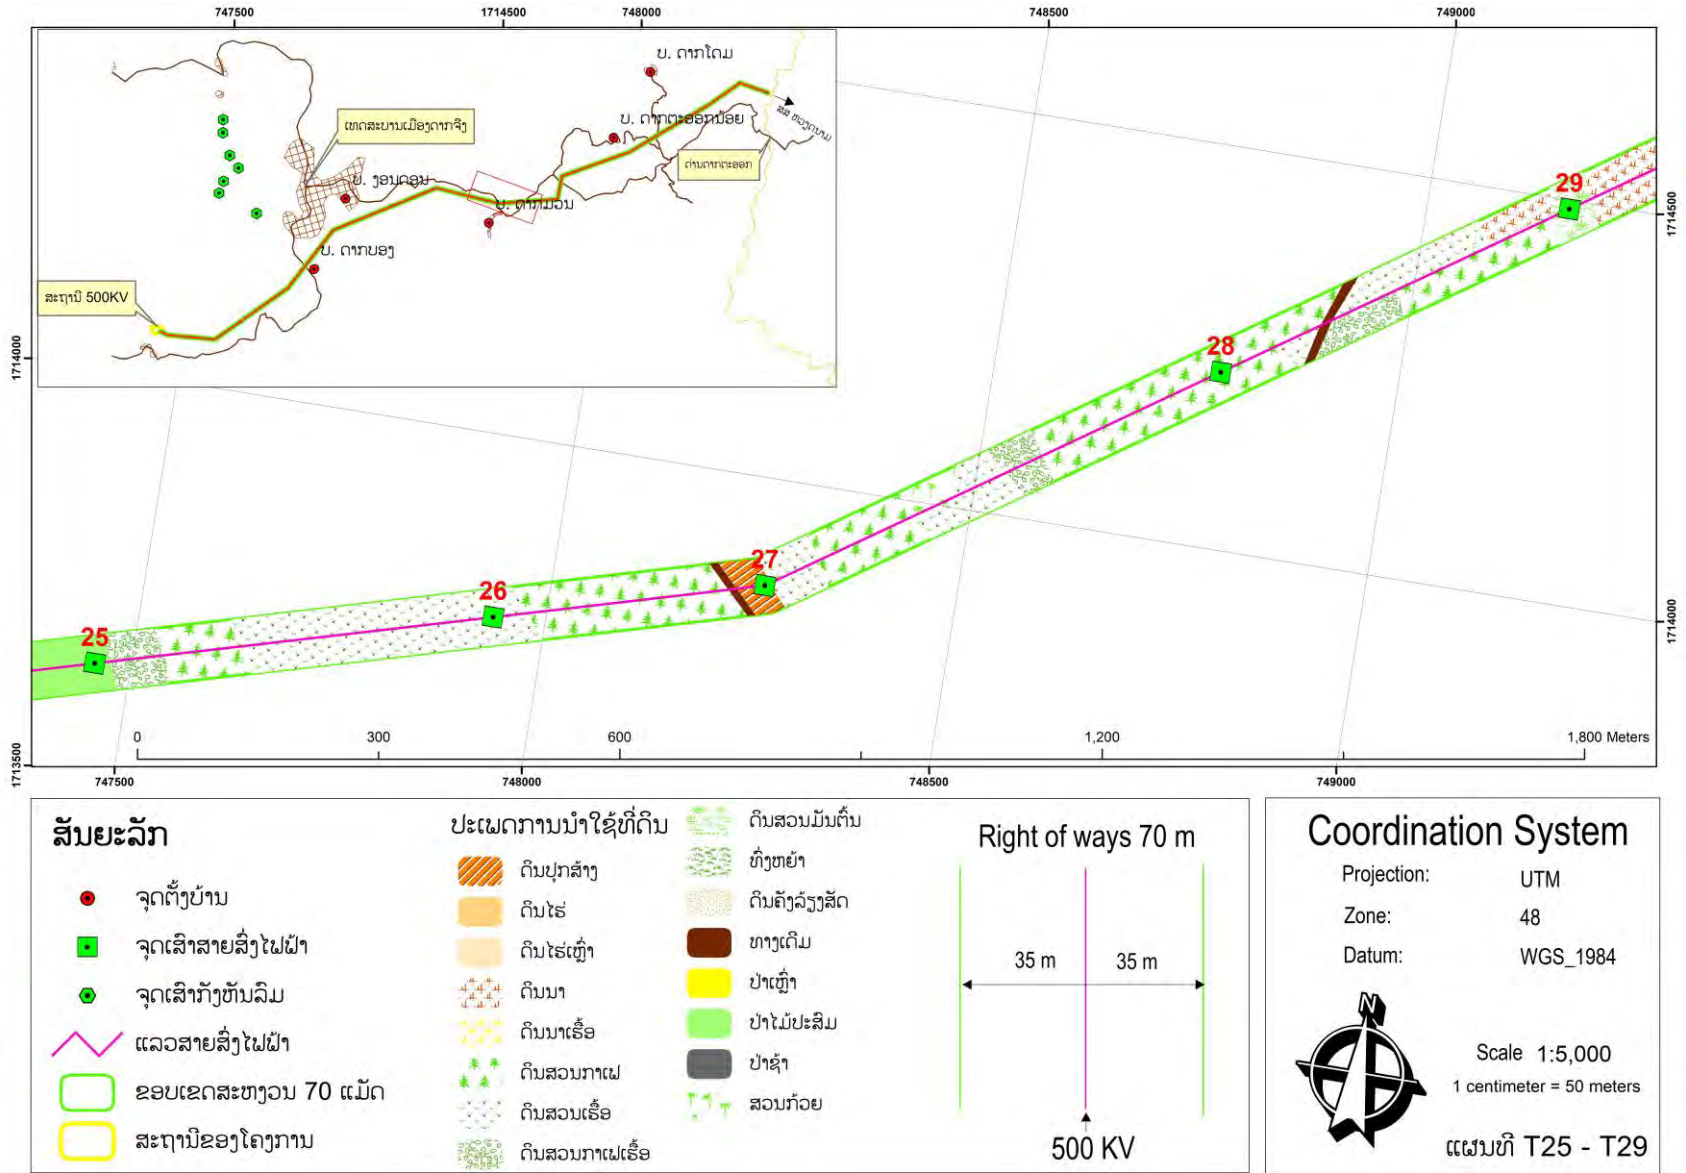 747500 1714500 748000 748500 749000
ບ. ດາກໂດມ
ເທດສະບານເມືອງດາກຈຶງ
ບ. ດາກຕະອອກນ້ອຍ
ສສ ຫວຽດນາມ
ດ່ານດາກຕະອອກ
ບ. ງອນດອນ
ບ. ດາກມວນ
ບ. ດາກບອງ
ສະຖານີ 500KV
29
1714500
28
1714000
27
26
25
1714000
0 300 600 1,200 1,800 Meters
1713500
747500 748000 748500 749000
ສັນຍະລັກ
ຈຸດຕັ້ງບ້ານ
ຈຸດເສົາສາຍສົ່ງໄຟຟ້າ
ຈຸດເສົາກັງຫັນລົມ
ແລວສາຍສົ່ງໄຟຟ້າ
ຂອບເຂດສະຫງວນ 70 ແມັດ
ສະຖານີຂອງໂຄງການ
ປະເພດການນຳໃຊ້ທີ່ດິນ
ດິນປຸກສ້າງ
ດິນໄຮ່
ດິນໄຮ່ເຫຼົ່າ
ດິນນາ
ດິນນາເຮື້ອ
ດິນສວນກາເຟ
ດິນສວນເຮື້ອ
ດິນສວນກາເຟເຮື້ອ
ດິນສວນມັນຕົ້ນ
ທົ່ງຫຍ້າ
ດິນຄັງລ້ຽງສັດ
ທາງເດີມ
ປ່າເຫຼົ່າ
ປ່າໄມ້ປະສົມ
ປ່າຊ້າ
ສວນກ້ວຍ
Right of ways 70 m
35 m 35 m
500 KV
Coordination System
Projection: UTM
Zone: 48
Datum: WGS_1984
N
Scale 1:5,000
1 centimeter = 50 meters
ແຜນທີ T25 - T29